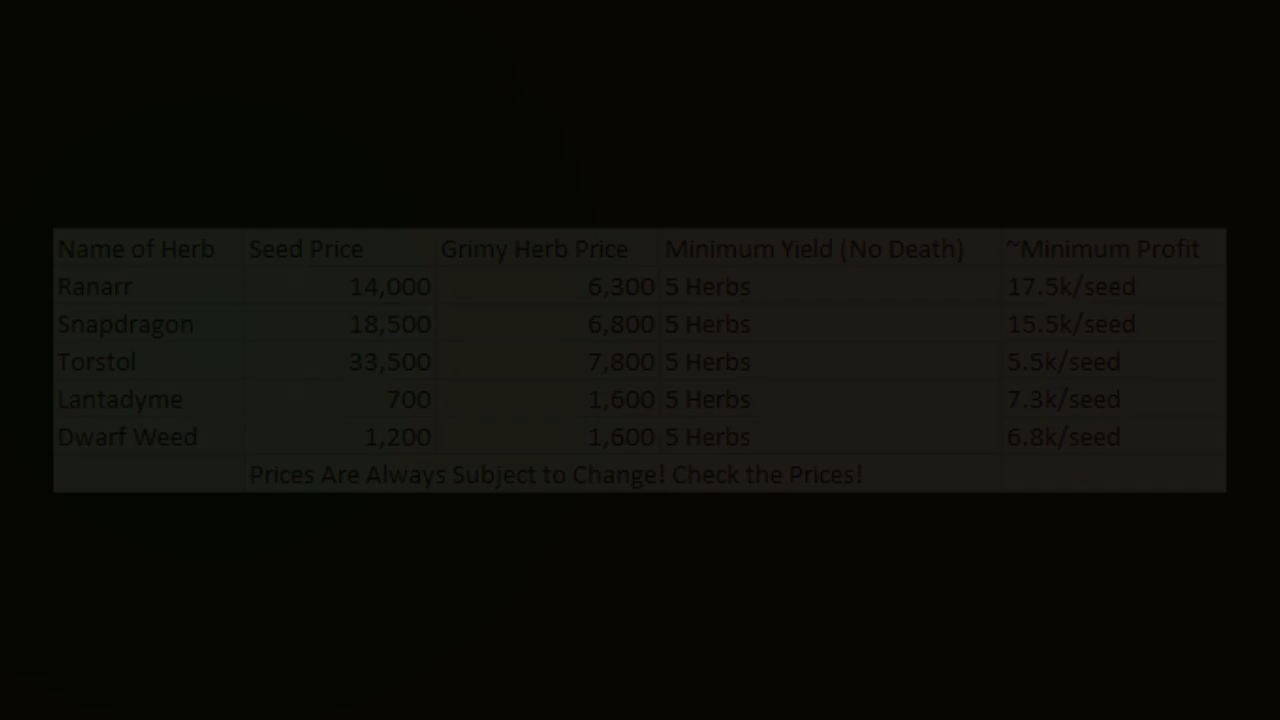 Name of Herb Seed Price Grimy Herb Price Minimum Yield (No Death) ~Minimum Profit
Ranarr 14,000 6,300 5 Herbs 17.5k/seed
Snapdragon 18,500 6,800 5 Herbs 15.5k/seed
Torstol 33,500 7,800 5 Herbs 5.5k/seed
Lantadyme 700 1,600 5 Herbs 7.3k/seed
Dwarf Weed 1,200 1,600 5 Herbs 6.8k/seed
Prices Are Always Subject to Change! Check the Prices!